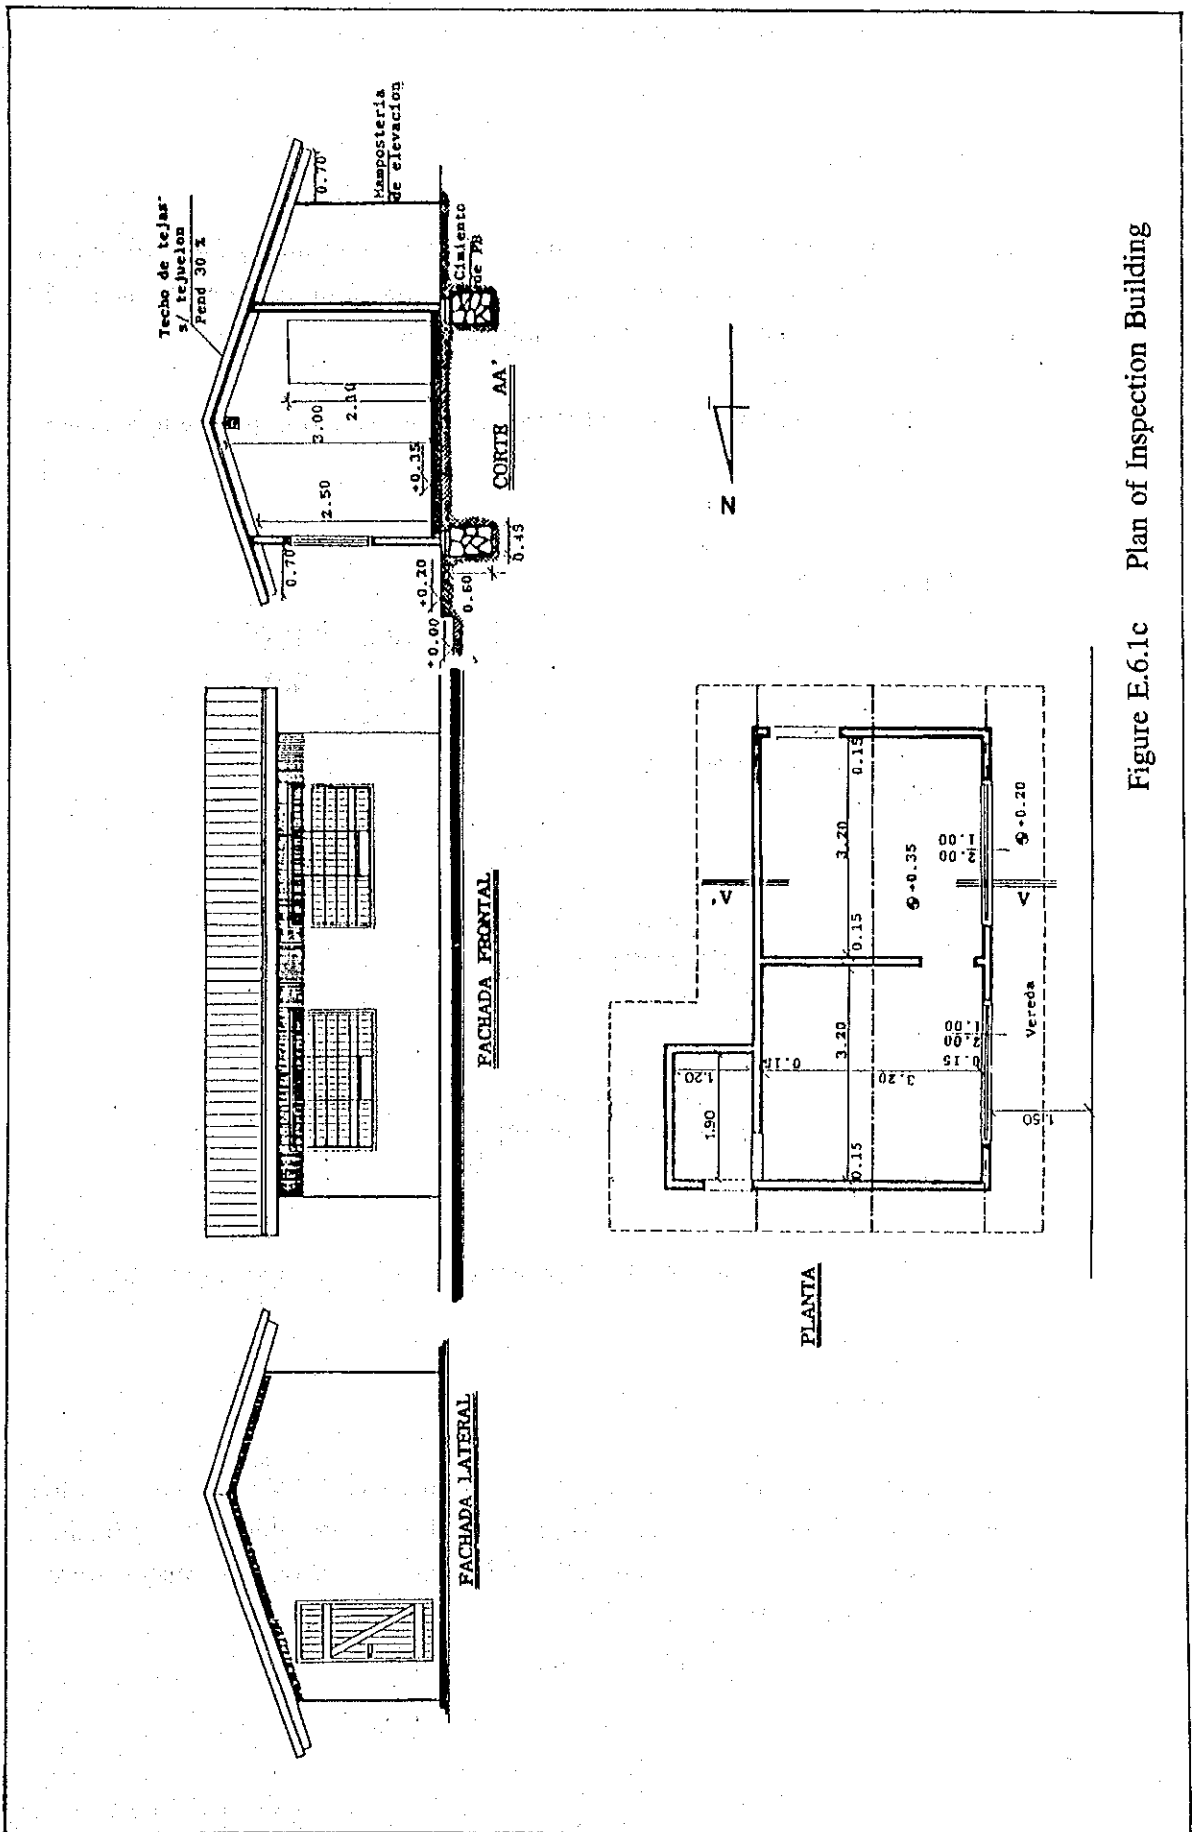 Techo de tejas
s/ tejuelon
Pend 30 %
0.70
Mamposteria
de elevacion
Cimiento
de PB
2.10
3.00
2.50
+0.35
0.70
+0.20
+0.00
0.60
0.45
CORTE AA'
FACHADA FRONTAL
FACHADA LATERAL
N
PLANTA
1.20
1.90
0.15
3.20
0.15
3.20
0.15
0.15
3.20
A'
A
+0.35
+0.20
2.00
1.00
2.00
1.00
Vereda
1.50
Figure E.6.1c Plan of Inspection Building